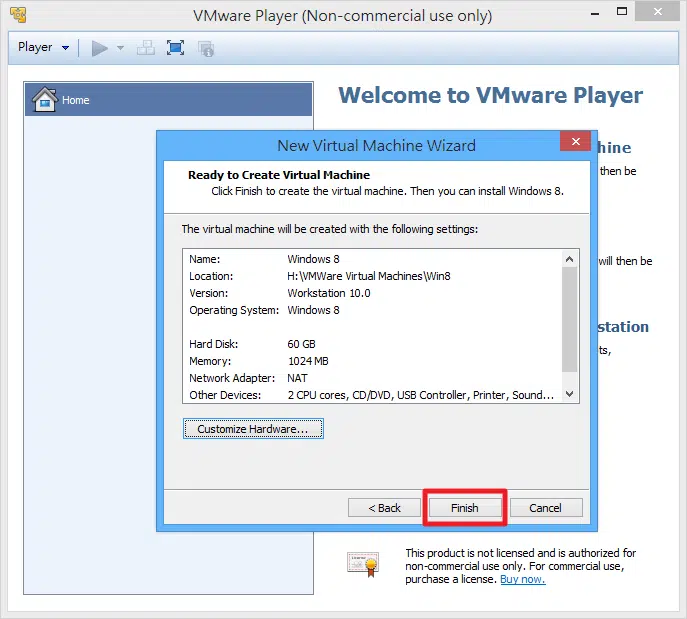 VMware Player (Non-commercial use only)
Player
Home
Welcome to VMware Player
hine
then be
will then be
station
ts,
New Virtual Machine Wizard
Ready to Create Virtual Machine
Click Finish to create the virtual machine. Then you can install Windows 8.
The virtual machine will be created with the following settings:
Name: Windows 8
Location: H:\VMWare Virtual Machines\Win8
Version: Workstation 10.0
Operating System: Windows 8
Hard Disk: 60 GB
Memory: 1024 MB
Network Adapter: NAT
Other Devices: 2 CPU cores, CD/DVD, USB Controller, Printer, Sound...
Customize Hardware...
< Back
Finish
Cancel
This product is not licensed and is authorized for
non-commercial use only. For commercial use,
purchase a license. Buy now.